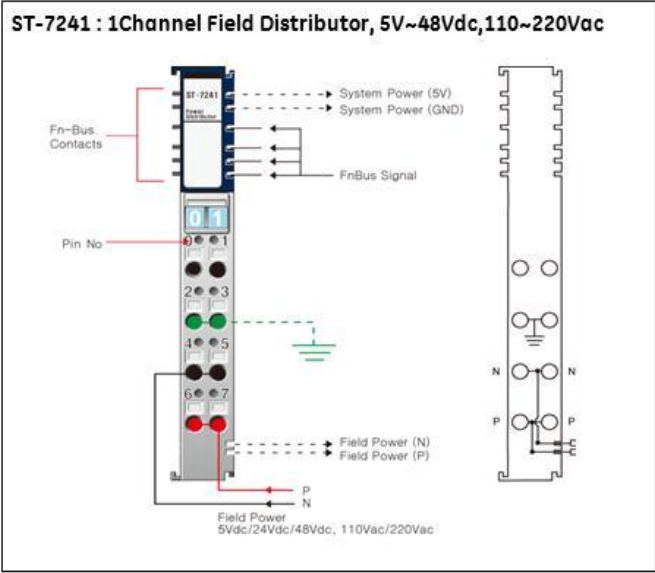 ST-7241 : 1Channel Field Distributor, 5V~48Vdc,110~220Vac
ST-7241
Power
Distributor
System Power (5V)
System Power (GND)
Fn-Bus
Contacts
FnBus Signal
0 1
Pin No
0 1
2 3
4 5
6 7
N N
P P
Field Power (N)
Field Power (P)
P
N
Field Power
5Vdc/24Vdc/48Vdc, 110Vac/220Vac